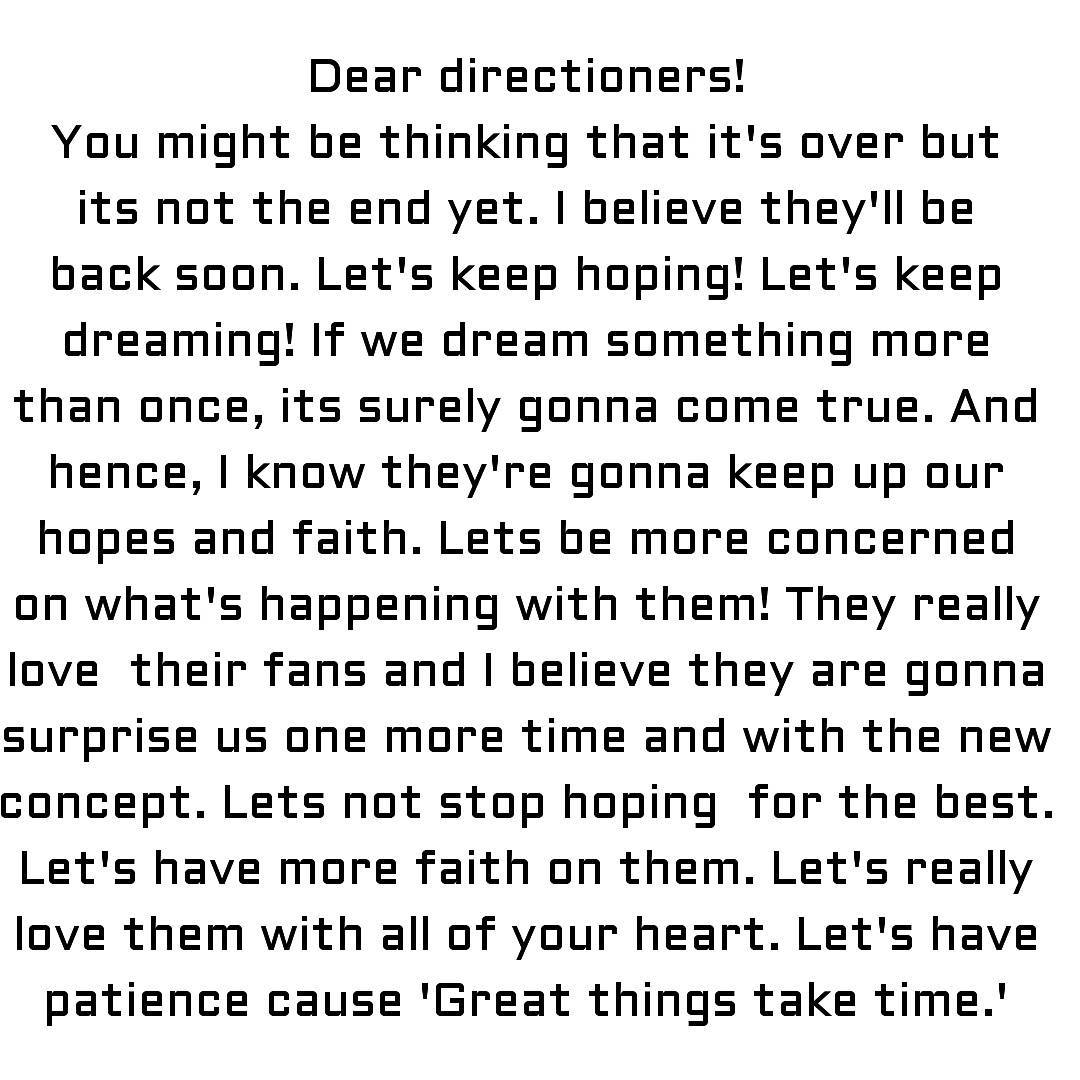 Dear directioners!
You might be thinking that it's over but
its not the end yet. I believe they'll be
back soon. Let's keep hoping! Let's keep
dreaming! If we dream something more
than once, its surely gonna come true. And
hence, I know they're gonna keep up our
hopes and faith. Lets be more concerned
on what's happening with them! They really
love  their fans and I believe they are gonna
surprise us one more time and with the new
concept. Lets not stop hoping  for the best.
Let's have more faith on them. Let's really
love them with all of your heart. Let's have
patience cause 'Great things take time.'